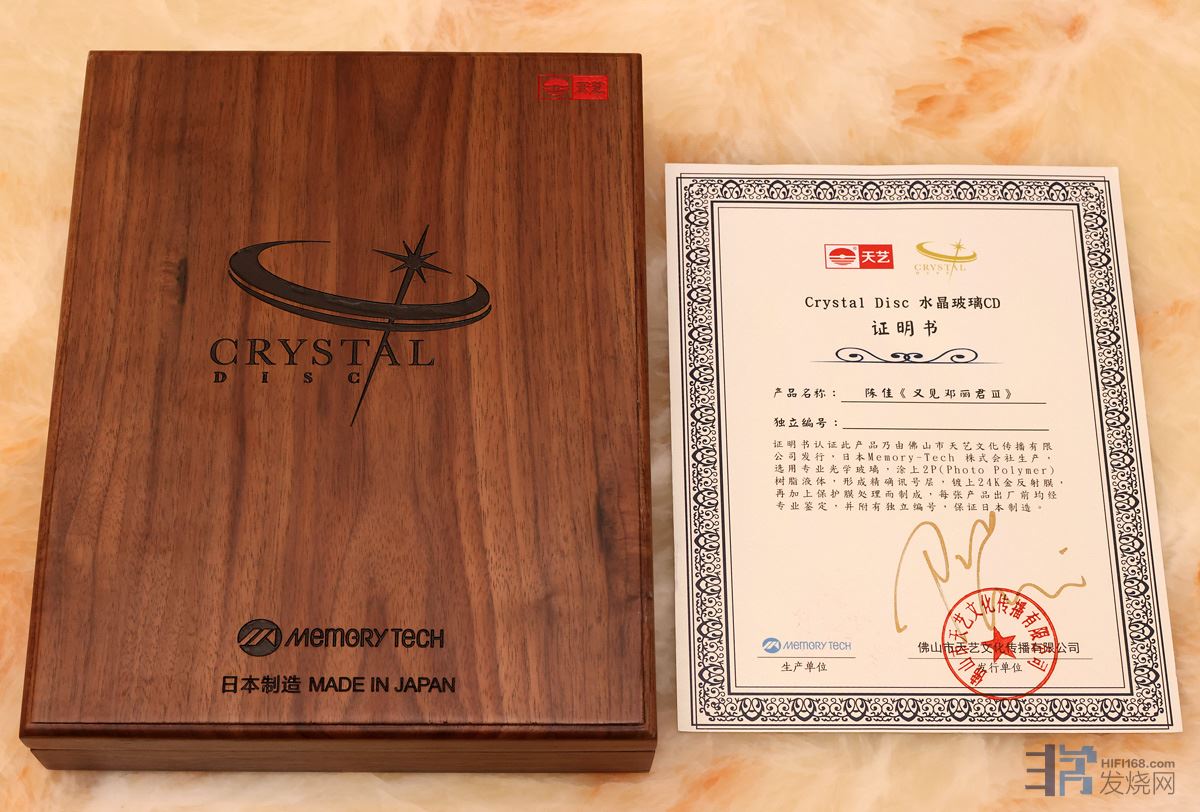 天艺
CRYSTAL
DISC
MEMORY TECH
日本制造 MADE IN JAPAN
天艺
CRYSTAL
DISC
Crystal Disc 水晶玻璃CD
证明书
产品名称：陈佳《又见邓丽君Ⅲ》
独立编号：
证明书认证此产品乃由佛山市天艺文化传播有限
公司发行，日本Memory-Tech 株式会社生产，
选用专业光学玻璃，涂上2P(Photo Polymer)
树脂液体，形成精确讯号层，镀上24K金反射膜，
再加上保护膜处理而制成，每张产品出厂前均经
专业鉴定，并附有独立编号，保证日本制造。
MEMORY TECH
生产单位
佛山市天艺文化传播有限公司
发行单位
佛山市天艺文化传播有限公司
HIFI168.com
发烧网